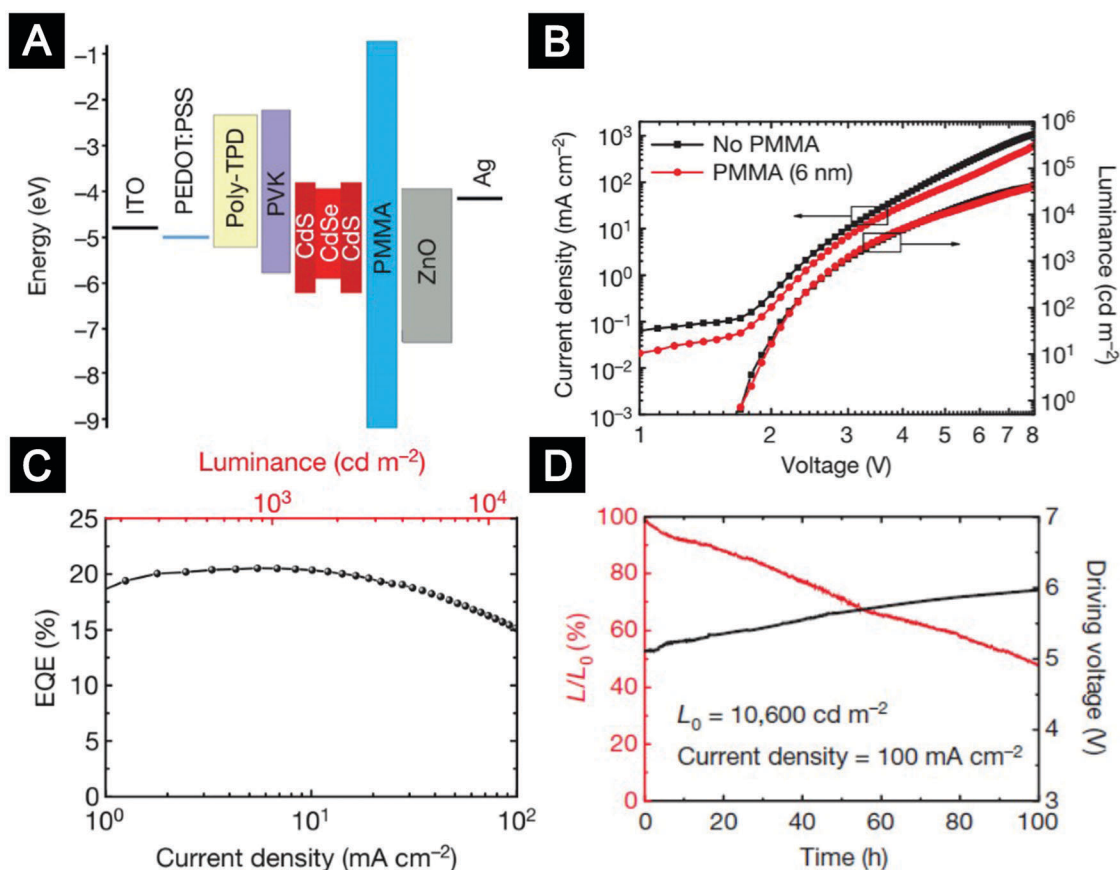 A
Energy (eV)
−1
−2
−3
−4
−5
−6
−7
−8
−9
ITO
PEDOT:PSS
Poly-TPD
PVK
CdS
CdSe
CdS
PMMA
ZnO
Ag
B
Current density (mA cm⁻²)
10³
10²
10¹
10⁰
10⁻¹
10⁻²
10⁻³
No PMMA
PMMA (6 nm)
10⁶
10⁵
10⁴
10³
10²
10¹
10⁰
Luminance (cd m⁻²)
1 2 3 4 5 6 7 8
Voltage (V)
C
Luminance (cd m⁻²)
10³ 10⁴
EQE (%)
25
20
15
10
5
0
10⁰ 10¹ 10²
Current density (mA cm⁻²)
D
L/L₀ (%)
100
80
60
40
20
0
L₀ = 10,600 cd m⁻²
Current density = 100 mA cm⁻²
7
6
5
4
3
Driving voltage (V)
0 20 40 60 80 100
Time (h)